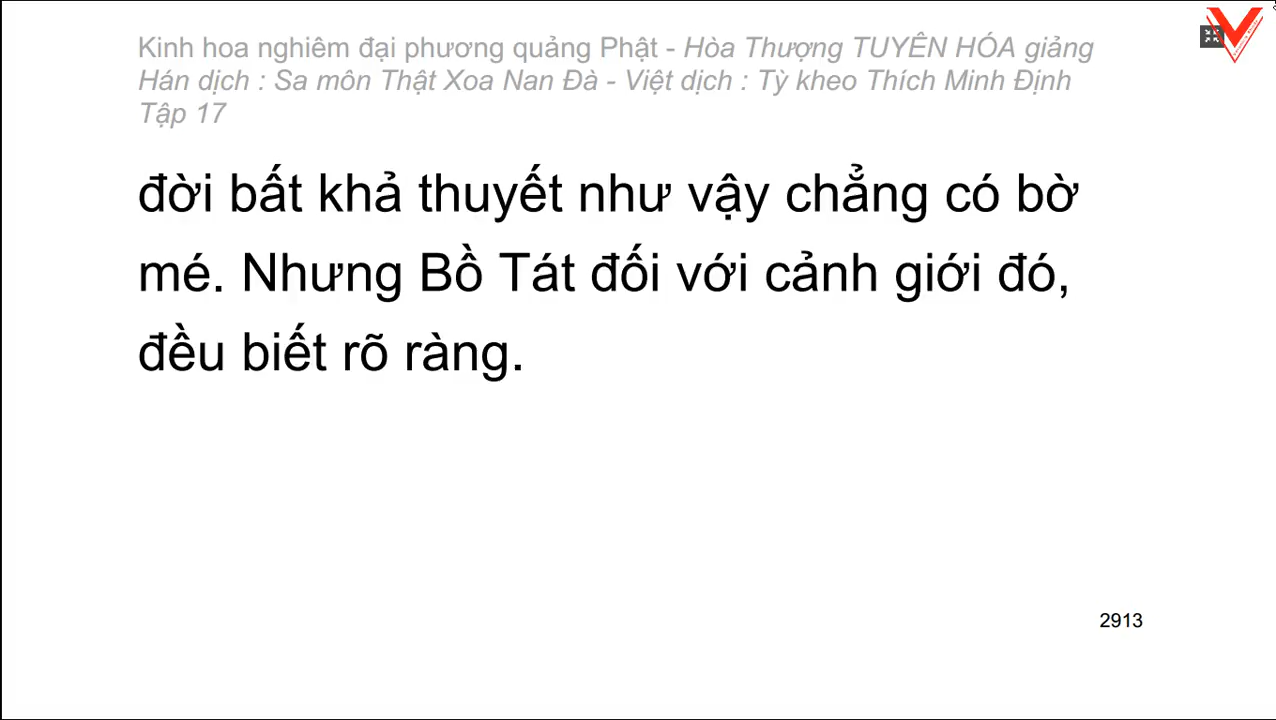 Kinh hoa nghiêm đại phương quảng Phật - Hòa Thượng TUYÊN HÓA giảng
Hán dịch : Sa môn Thật Xoa Nan Đà - Việt dịch : Tỳ kheo Thích Minh Định
Tập 17
đời bất khả thuyết như vậy chẳng có bờ
mé. Nhưng Bồ Tát đối với cảnh giới đó,
đều biết rõ ràng.
2913